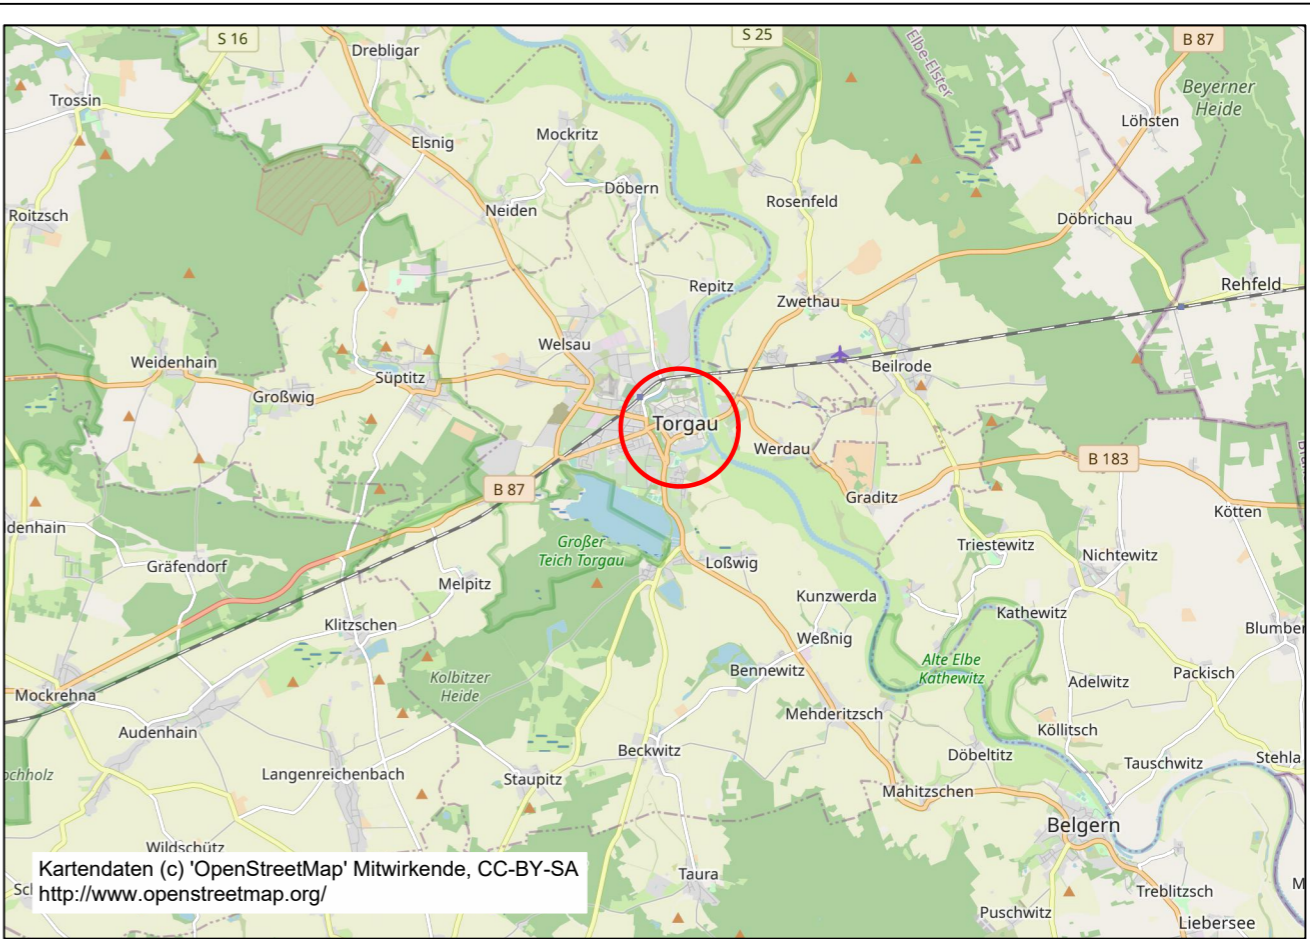 S 16
S 25
B 87
Drebligar
Elbe-Elster
Trossin
Beyerner
Heide
Löhsten
Mockritz
Elsnig
Döbern
Rosenfeld
Roitzsch
Neiden
Döbrichau
Repitz
Rehfeld
Zwethau
Welsau
Weidenhain
Süptitz
Beilrode
Großwig
Torgau
Werdau
B 183
B 87
Graditz
Kötten
denhain
Großer
Teich Torgau
Triestewitz
Nichtewitz
Gräfendorf
Loßwig
Melpitz
Kunzwerda
Kathewitz
Klitzschen
Weßnig
Blumber
Alte Elbe
Kathewitz
Bennewitz
Packisch
Kolbitzer
Heide
Adelwitz
Mockrehna
Mehderitzsch
Audenhain
Köllitsch
Beckwitz
Döbeltitz
Stehla
Tauschwitz
ochholz
Langenreichenbach
Staupitz
Mahitzschen
Belgern
Wildschütz
Kartendaten (c) 'OpenStreetMap' Mitwirkende, CC-BY-SA
http://www.openstreetmap.org/
Taura
Treblitzsch
Puschwitz
Liebersee